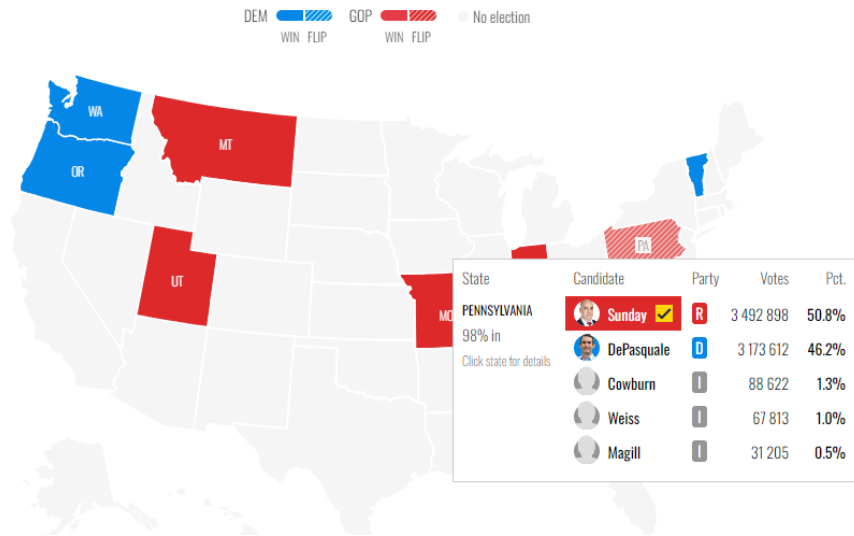 DEM GOP No election
WIN FLIP WIN FLIP
WA
MT
OR
PA
UT
MO
State Candidate Party Votes Pct.
PENNSYLVANIA Sunday R 3 492 898 50.8%
98% in DePasquale D 3 173 612 46.2%
Click state for details
Cowburn I 88 622 1.3%
Weiss I 67 813 1.0%
Magill I 31 205 0.5%